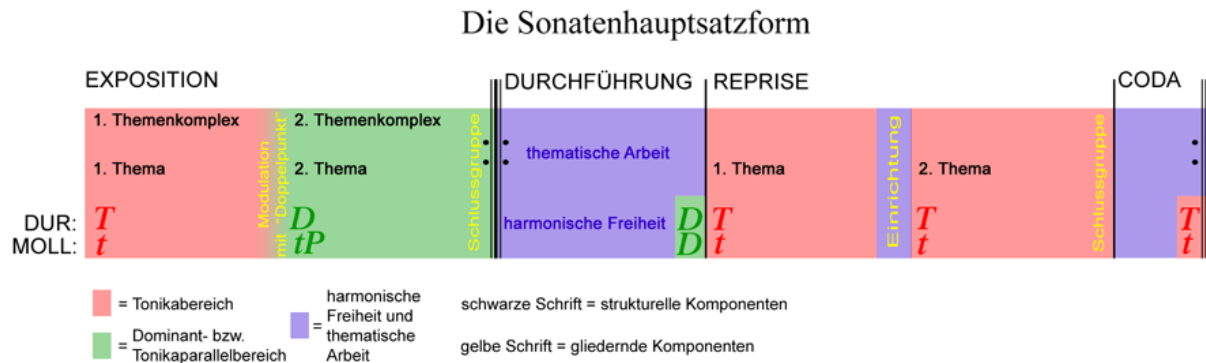 Die Sonatenhauptsatzform
EXPOSITION
DURCHFÜHRUNG
REPRISE
CODA
1. Themenkomplex
1. Thema
Modulation
mit "Doppelpunkt"
2. Themenkomplex
2. Thema
Schlussgruppe
thematische Arbeit
harmonische Freiheit
1. Thema
Einrichtung
2. Thema
Schlussgruppe
DUR: T D D T T T
MOLL: t tP D t t t
= Tonikabereich
= Dominant- bzw.
Tonikaparallelbereich
= harmonische
Freiheit und
thematische
Arbeit
schwarze Schrift = strukturelle Komponenten
gelbe Schrift = gliedernde Komponenten